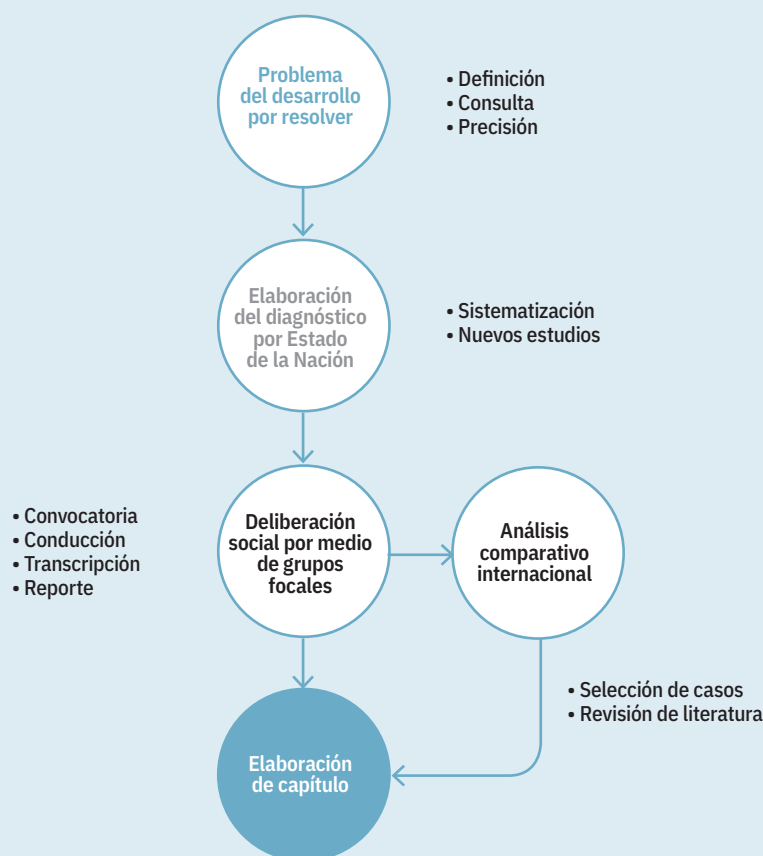 Problema
del desarrollo
por resolver
• Definición
• Consulta
• Precisión
Elaboración
del diagnóstico
por Estado
de la Nación
• Sistematización
• Nuevos estudios
• Convocatoria
• Conducción
• Transcripción
• Reporte
Deliberación
social por medio
de grupos
focales
Análisis
comparativo
internacional
• Selección de casos
• Revisión de literatura
Elaboración
de capítulo